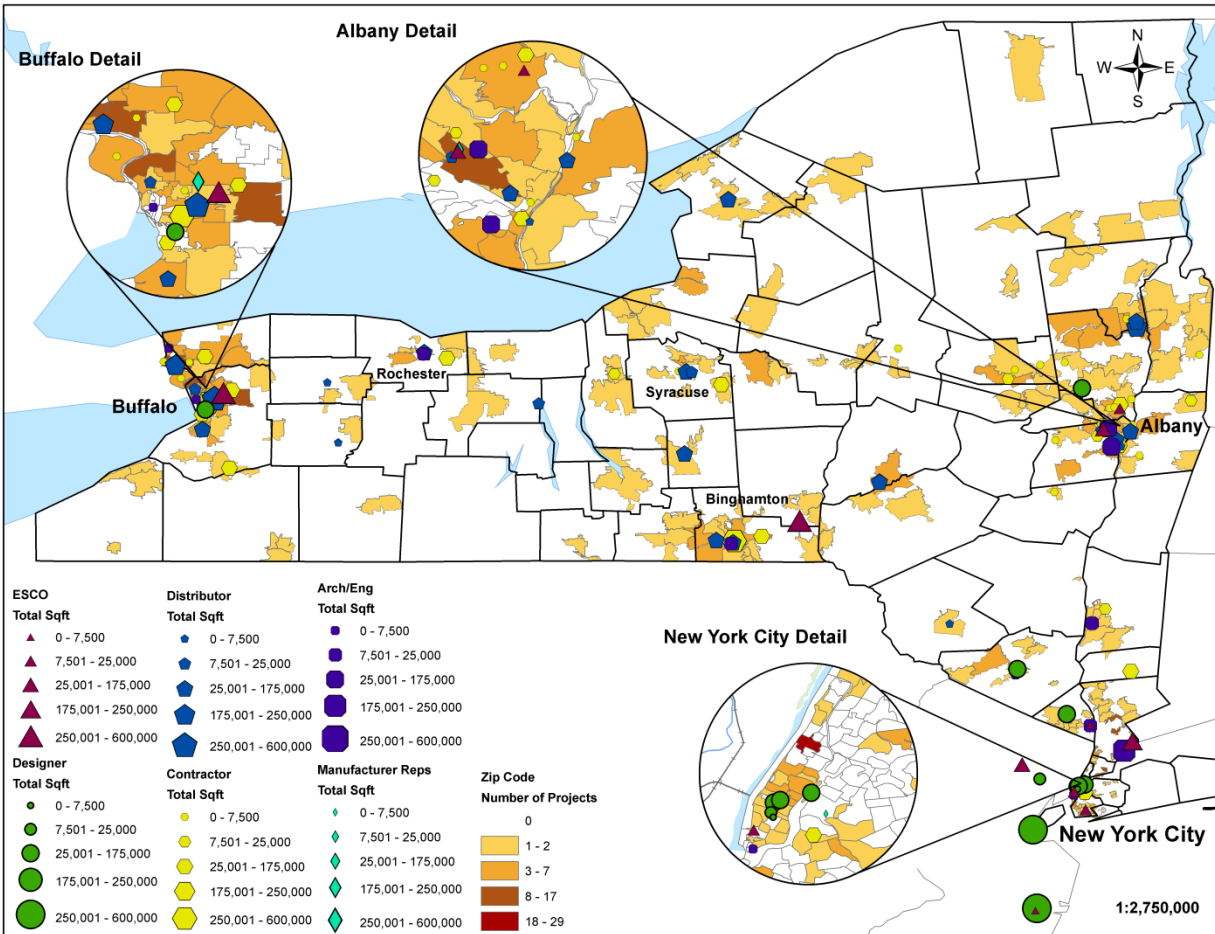 Albany Detail
Buffalo Detail
N
W E
S
Rochester
Syracuse
Buffalo
Albany
Binghamton
New York City Detail
New York City
1:2,750,000
ESCO
Total Sqft
0 - 7,500
7,501 - 25,000
25,001 - 175,000
175,001 - 250,000
250,001 - 600,000
Distributor
Total Sqft
0 - 7,500
7,501 - 25,000
25,001 - 175,000
175,001 - 250,000
250,001 - 600,000
Arch/Eng
Total Sqft
0 - 7,500
7,501 - 25,000
25,001 - 175,000
175,001 - 250,000
250,001 - 600,000
Designer
Total Sqft
0 - 7,500
7,501 - 25,000
25,001 - 175,000
175,001 - 250,000
250,001 - 600,000
Contractor
Total Sqft
0 - 7,500
7,501 - 25,000
25,001 - 175,000
175,001 - 250,000
250,001 - 600,000
Manufacturer Reps
Total Sqft
0 - 7,500
7,501 - 25,000
25,001 - 175,000
175,001 - 250,000
250,001 - 600,000
Zip Code
Number of Projects
0
1 - 2
3 - 7
8 - 17
18 - 29